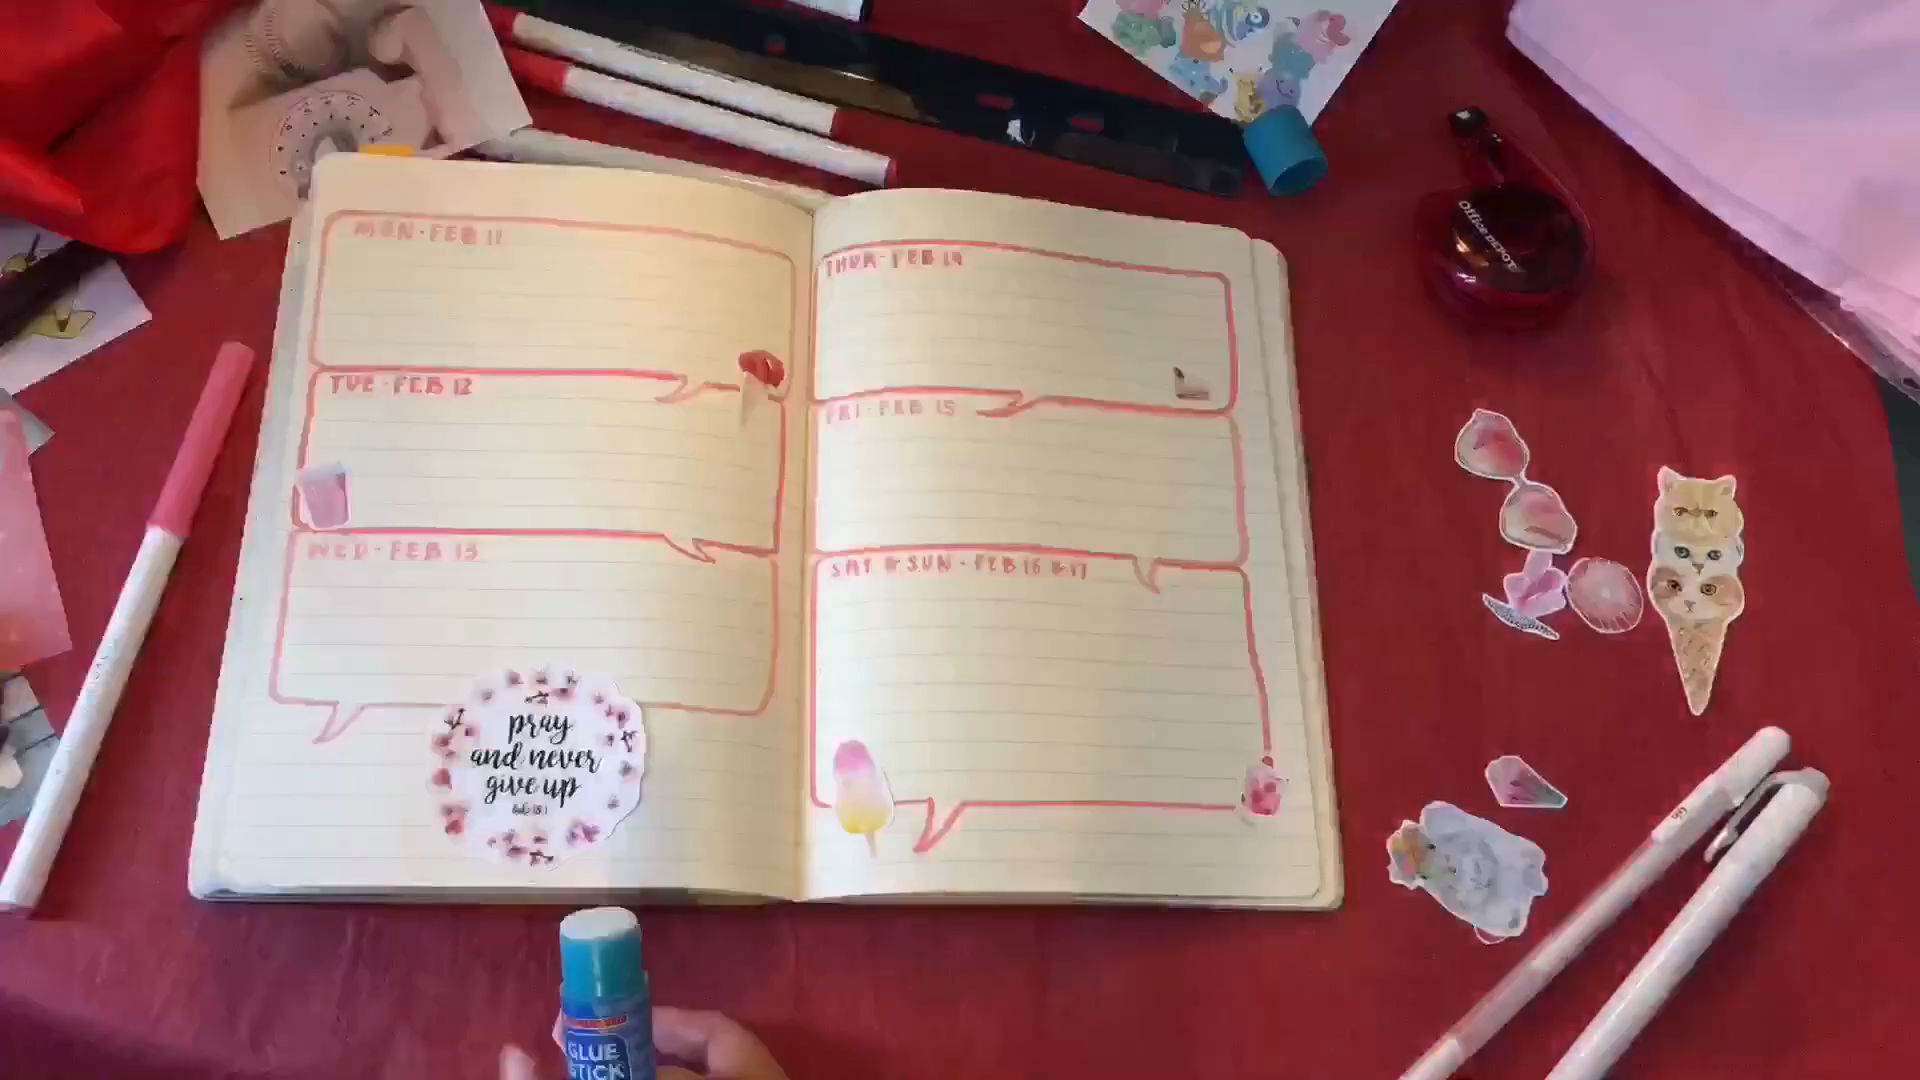 MON·FEB 11
TUE·FEB 12
WED·FEB 13
pray
and never
give up
THUR·FEB 14
FRI·FEB 15
SAT & SUN·FEB 16 & 17
Office DEPOT
GLUE
STICK